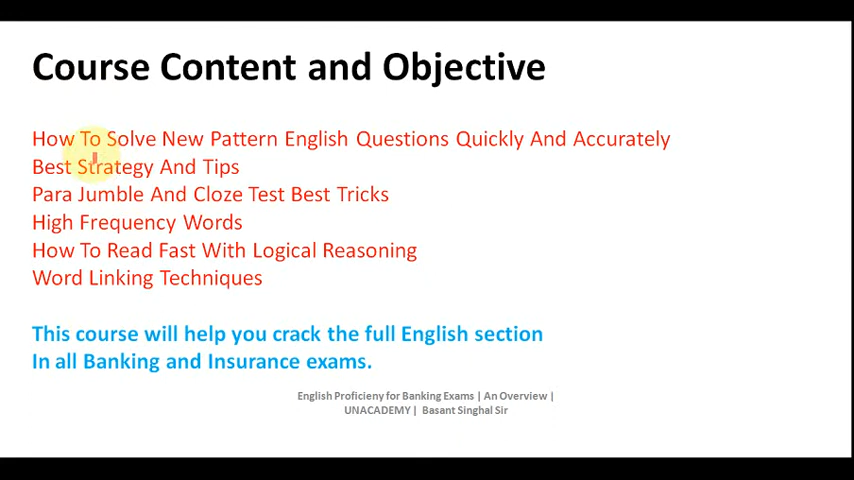 Course Content and Objective
How To Solve New Pattern English Questions Quickly And Accurately
Best Strategy And Tips
Para Jumble And Cloze Test Best Tricks
High Frequency Words
How To Read Fast With Logical Reasoning
Word Linking Techniques
This course will help you crack the full English section
In all Banking and Insurance exams.
English Proficieny for Banking Exams | An Overview |
UNACADEMY | Basant Singhal Sir